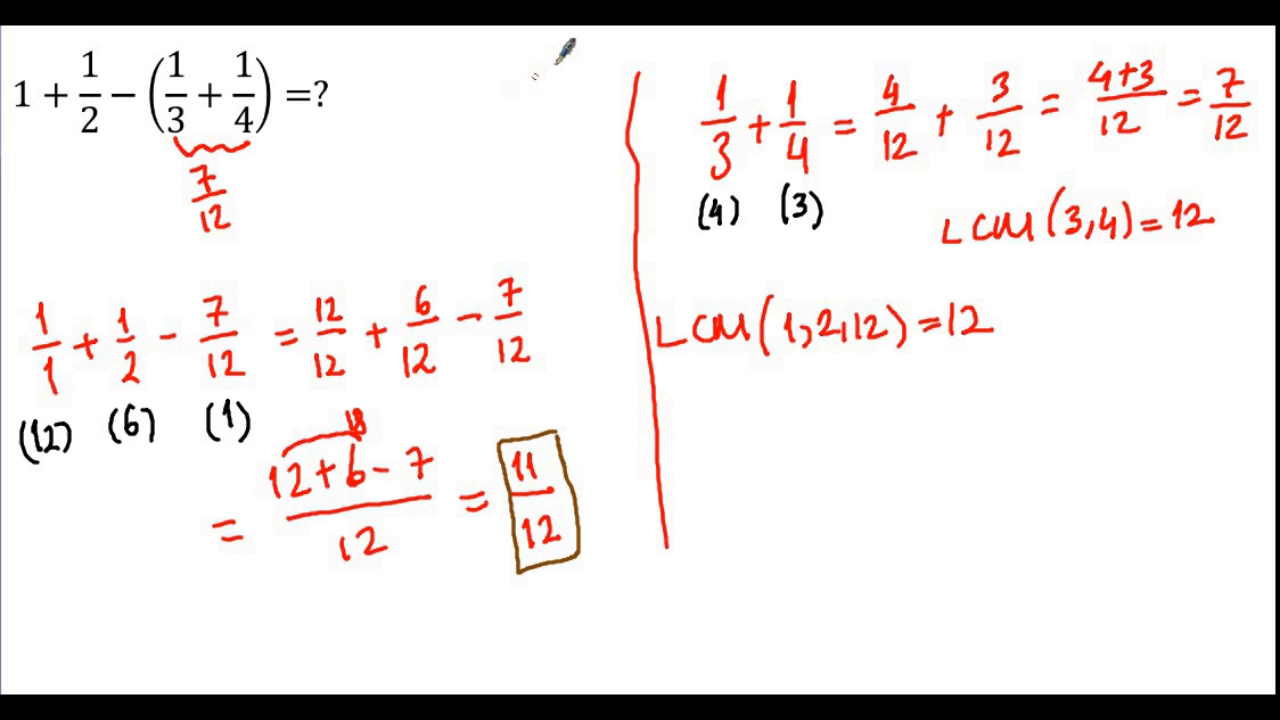 1 + 1/2 − (1/3 + 1/4) =?
7/12
1/1 + 1/2 - 7/12 = 12/12 + 6/12 - 7/12
(12) (6) (1)
18
= (12+6-7)/12 = 11/12
1/3 + 1/4 = 4/12 + 3/12 = (4+3)/12 = 7/12
(4) (3)
LCM(3,4)=12
LCM(1,2,12)=12